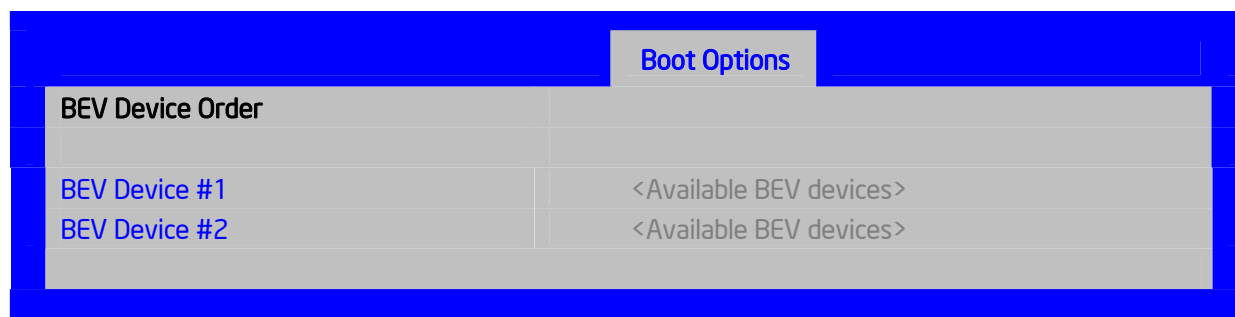 Boot Options
BEV Device Order
BEV Device #1 <Available BEV devices>
BEV Device #2 <Available BEV devices>